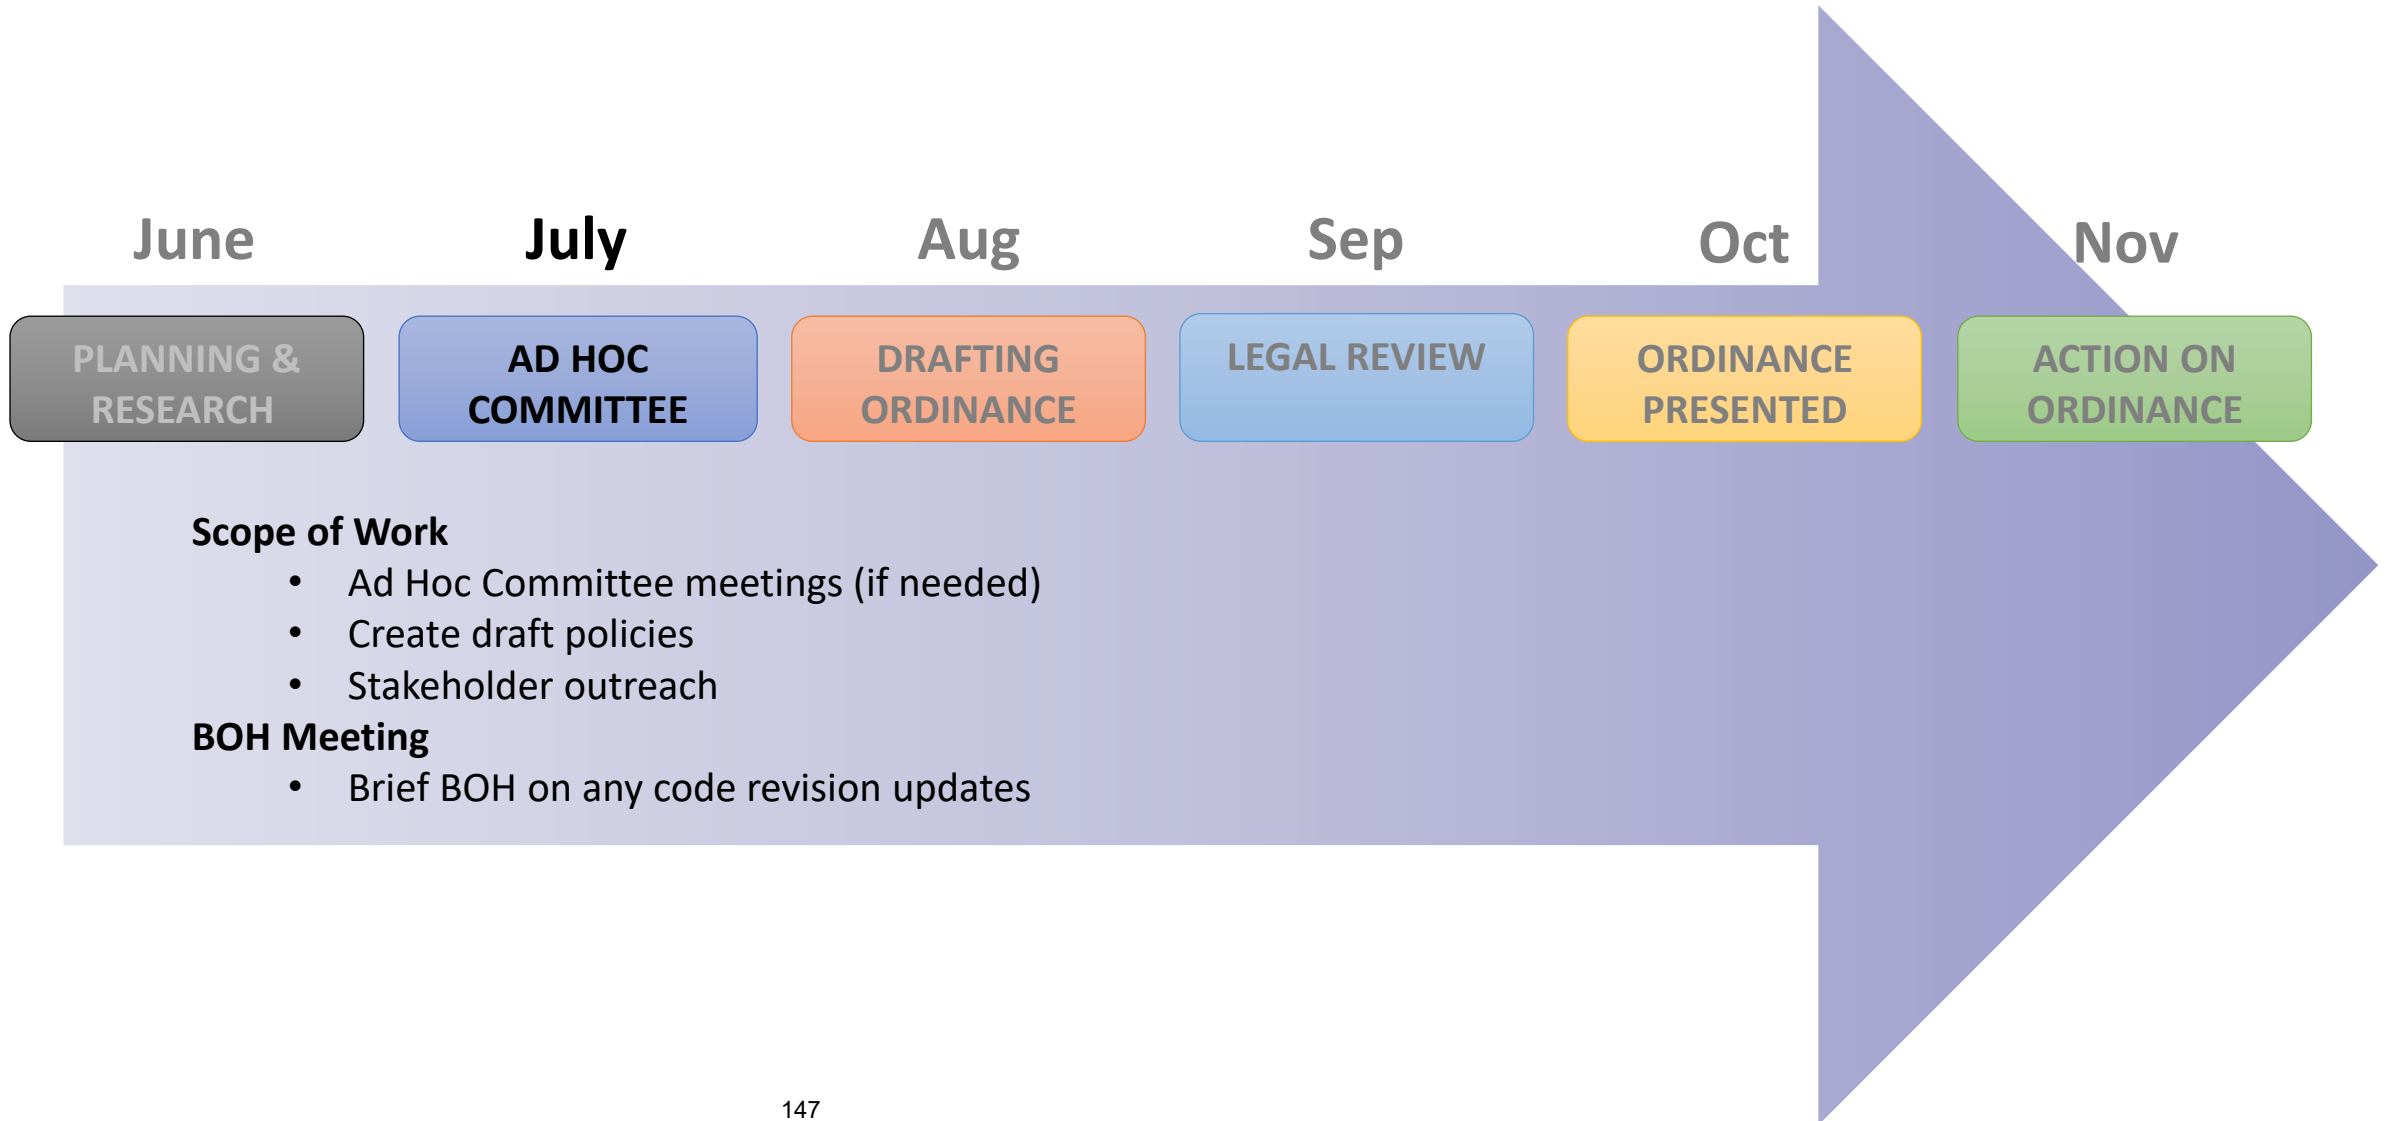 June
July
Aug
Sep
Oct
Nov
PLANNING &
RESEARCH
AD HOC
COMMITTEE
DRAFTING
ORDINANCE
LEGAL REVIEW
ORDINANCE
PRESENTED
ACTION ON
ORDINANCE
Scope of Work
• Ad Hoc Committee meetings (if needed)
• Create draft policies
• Stakeholder outreach
BOH Meeting
• Brief BOH on any code revision updates
147